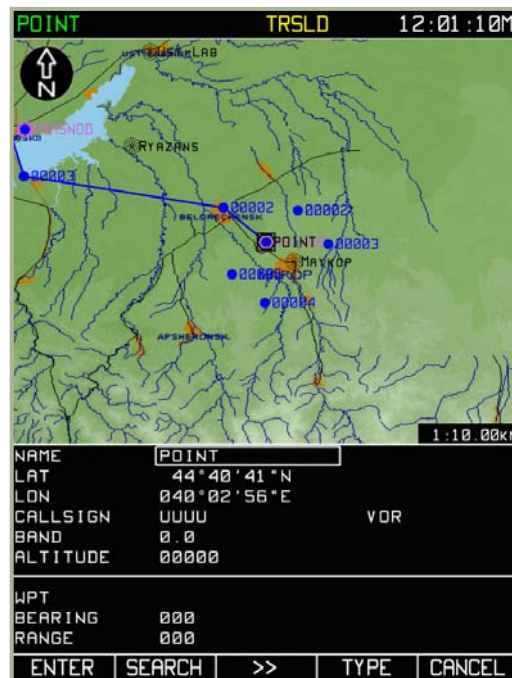 POINT TRSLD 12:01:10M
N
LAB
RYAZANS
00003
00002
00002
BELORECHENSK
POINT
00003
MAYKOP
00004
APSHERONSK
1:10.00KM
NAME POINT
LAT 44°40'41"N
LON 040°02'56"E
CALLSIGN UUUU VOR
BAND 0.0
ALTITUDE 00000
WPT
BEARING 000
RANGE 000
ENTER SEARCH >> TYPE CANCEL